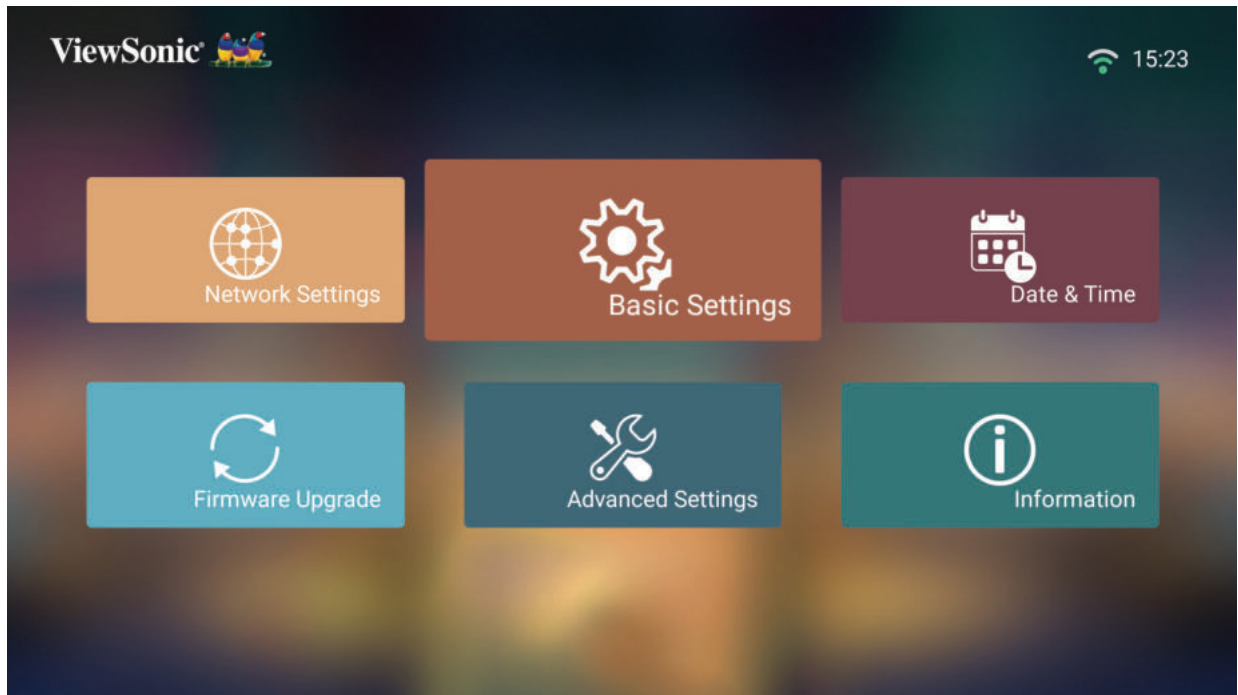 ViewSonic®
15:23
Network Settings
Basic Settings
Date & Time
Firmware Upgrade
Advanced Settings
Information